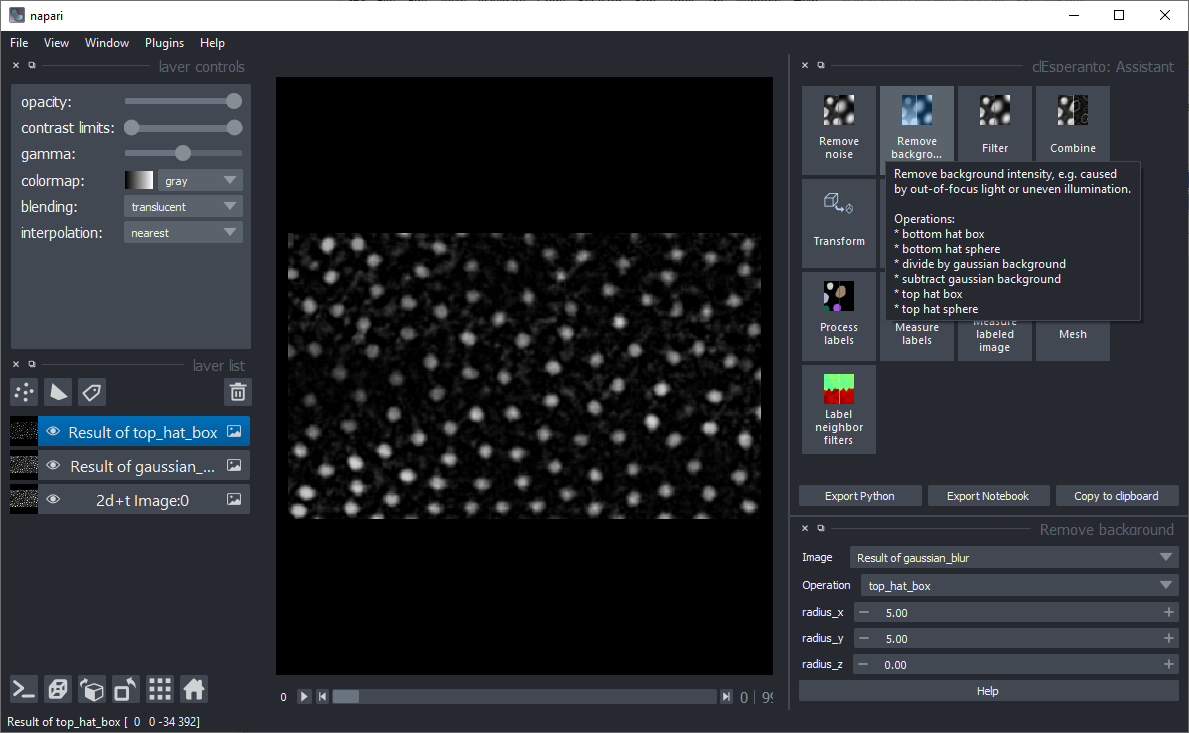 napari
File View Window Plugins Help
layer controls
opacity:
contrast limits:
gamma:
colormap: gray
blending: translucent
interpolation: nearest
layer list
Result of top_hat_box
Result of gaussian_...
2d+t Image:0
0
0 | 99
Result of top_hat_box [ 0 0 -34 392]
clEsperanto: Assistant
Remove noise
Remove backgro...
Filter
Combine
Remove background intensity, e.g. caused
by out-of-focus light or uneven illumination.
Operations:
* bottom hat box
* bottom hat sphere
* divide by gaussian background
* subtract gaussian background
* top hat box
* top hat sphere
Transform
Process labels
Measure labels
Measure labeled image
Mesh
Label neighbor filters
Export Python
Export Notebook
Copy to clipboard
Remove background
Image Result of gaussian_blur
Operation top_hat_box
radius_x 5.00
radius_y 5.00
radius_z 0.00
Help